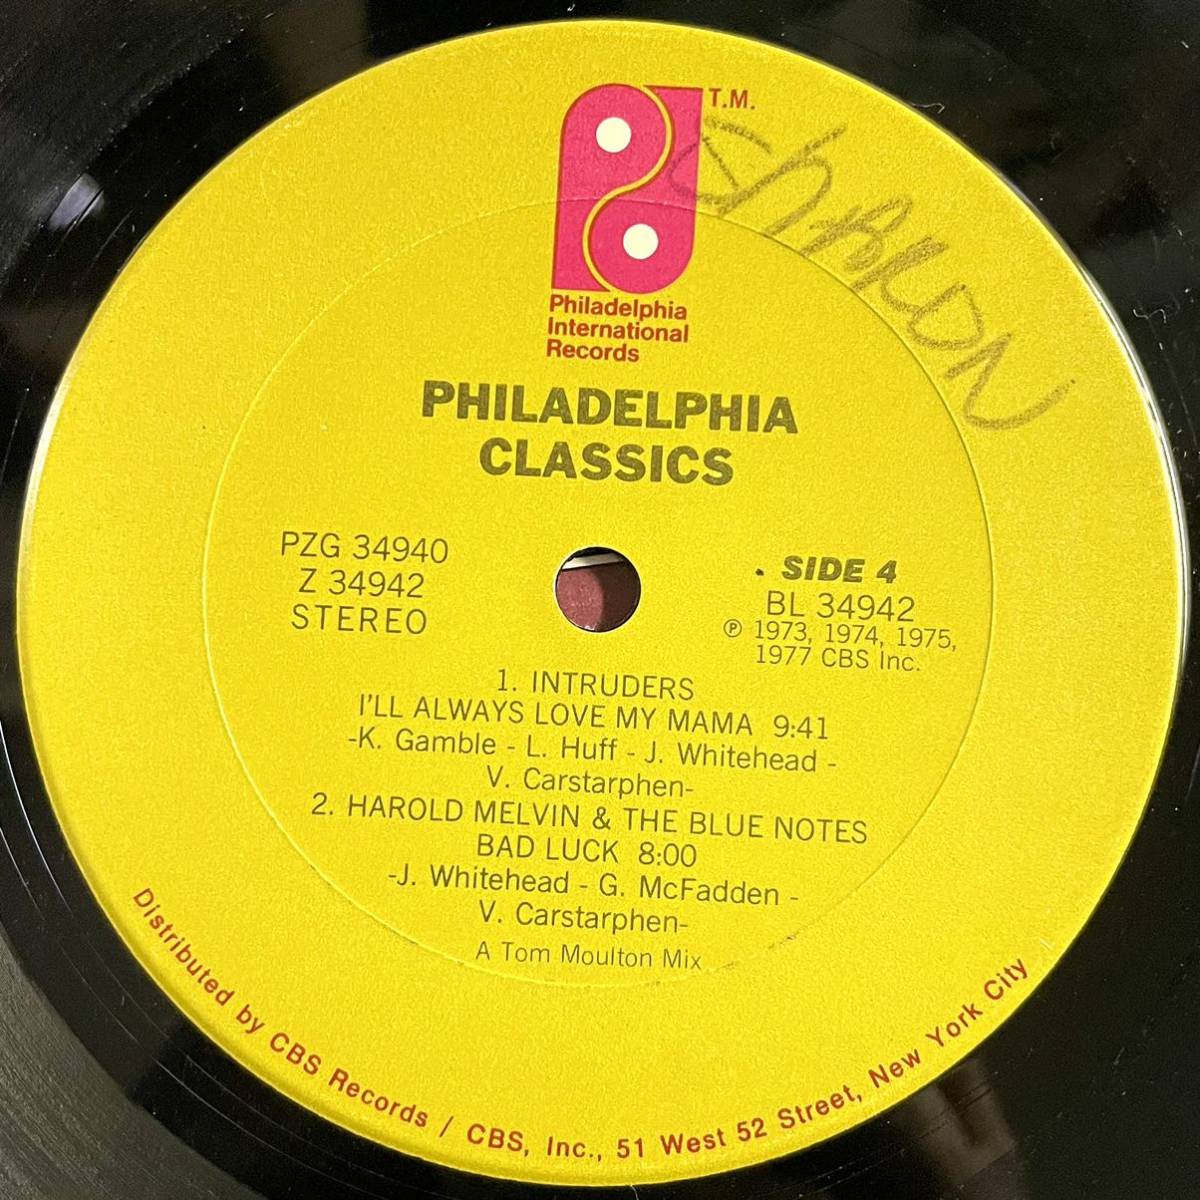 T.M.
SHARON
Philadelphia
International
Records
PHILADELPHIA
CLASSICS
PZG 34940
Z 34942
STEREO
SIDE 4
BL 34942
℗ 1973, 1974, 1975,
1977 CBS Inc.
1. INTRUDERS
I'LL ALWAYS LOVE MY MAMA 9:41
-K. Gamble - L. Huff - J. Whitehead -
V. Carstarphen-
2. HAROLD MELVIN & THE BLUE NOTES
BAD LUCK 8:00
-J. Whitehead - G. McFadden -
V. Carstarphen-
A Tom Moulton Mix
Distributed by CBS Records / CBS, Inc., 51 West 52 Street, New York City